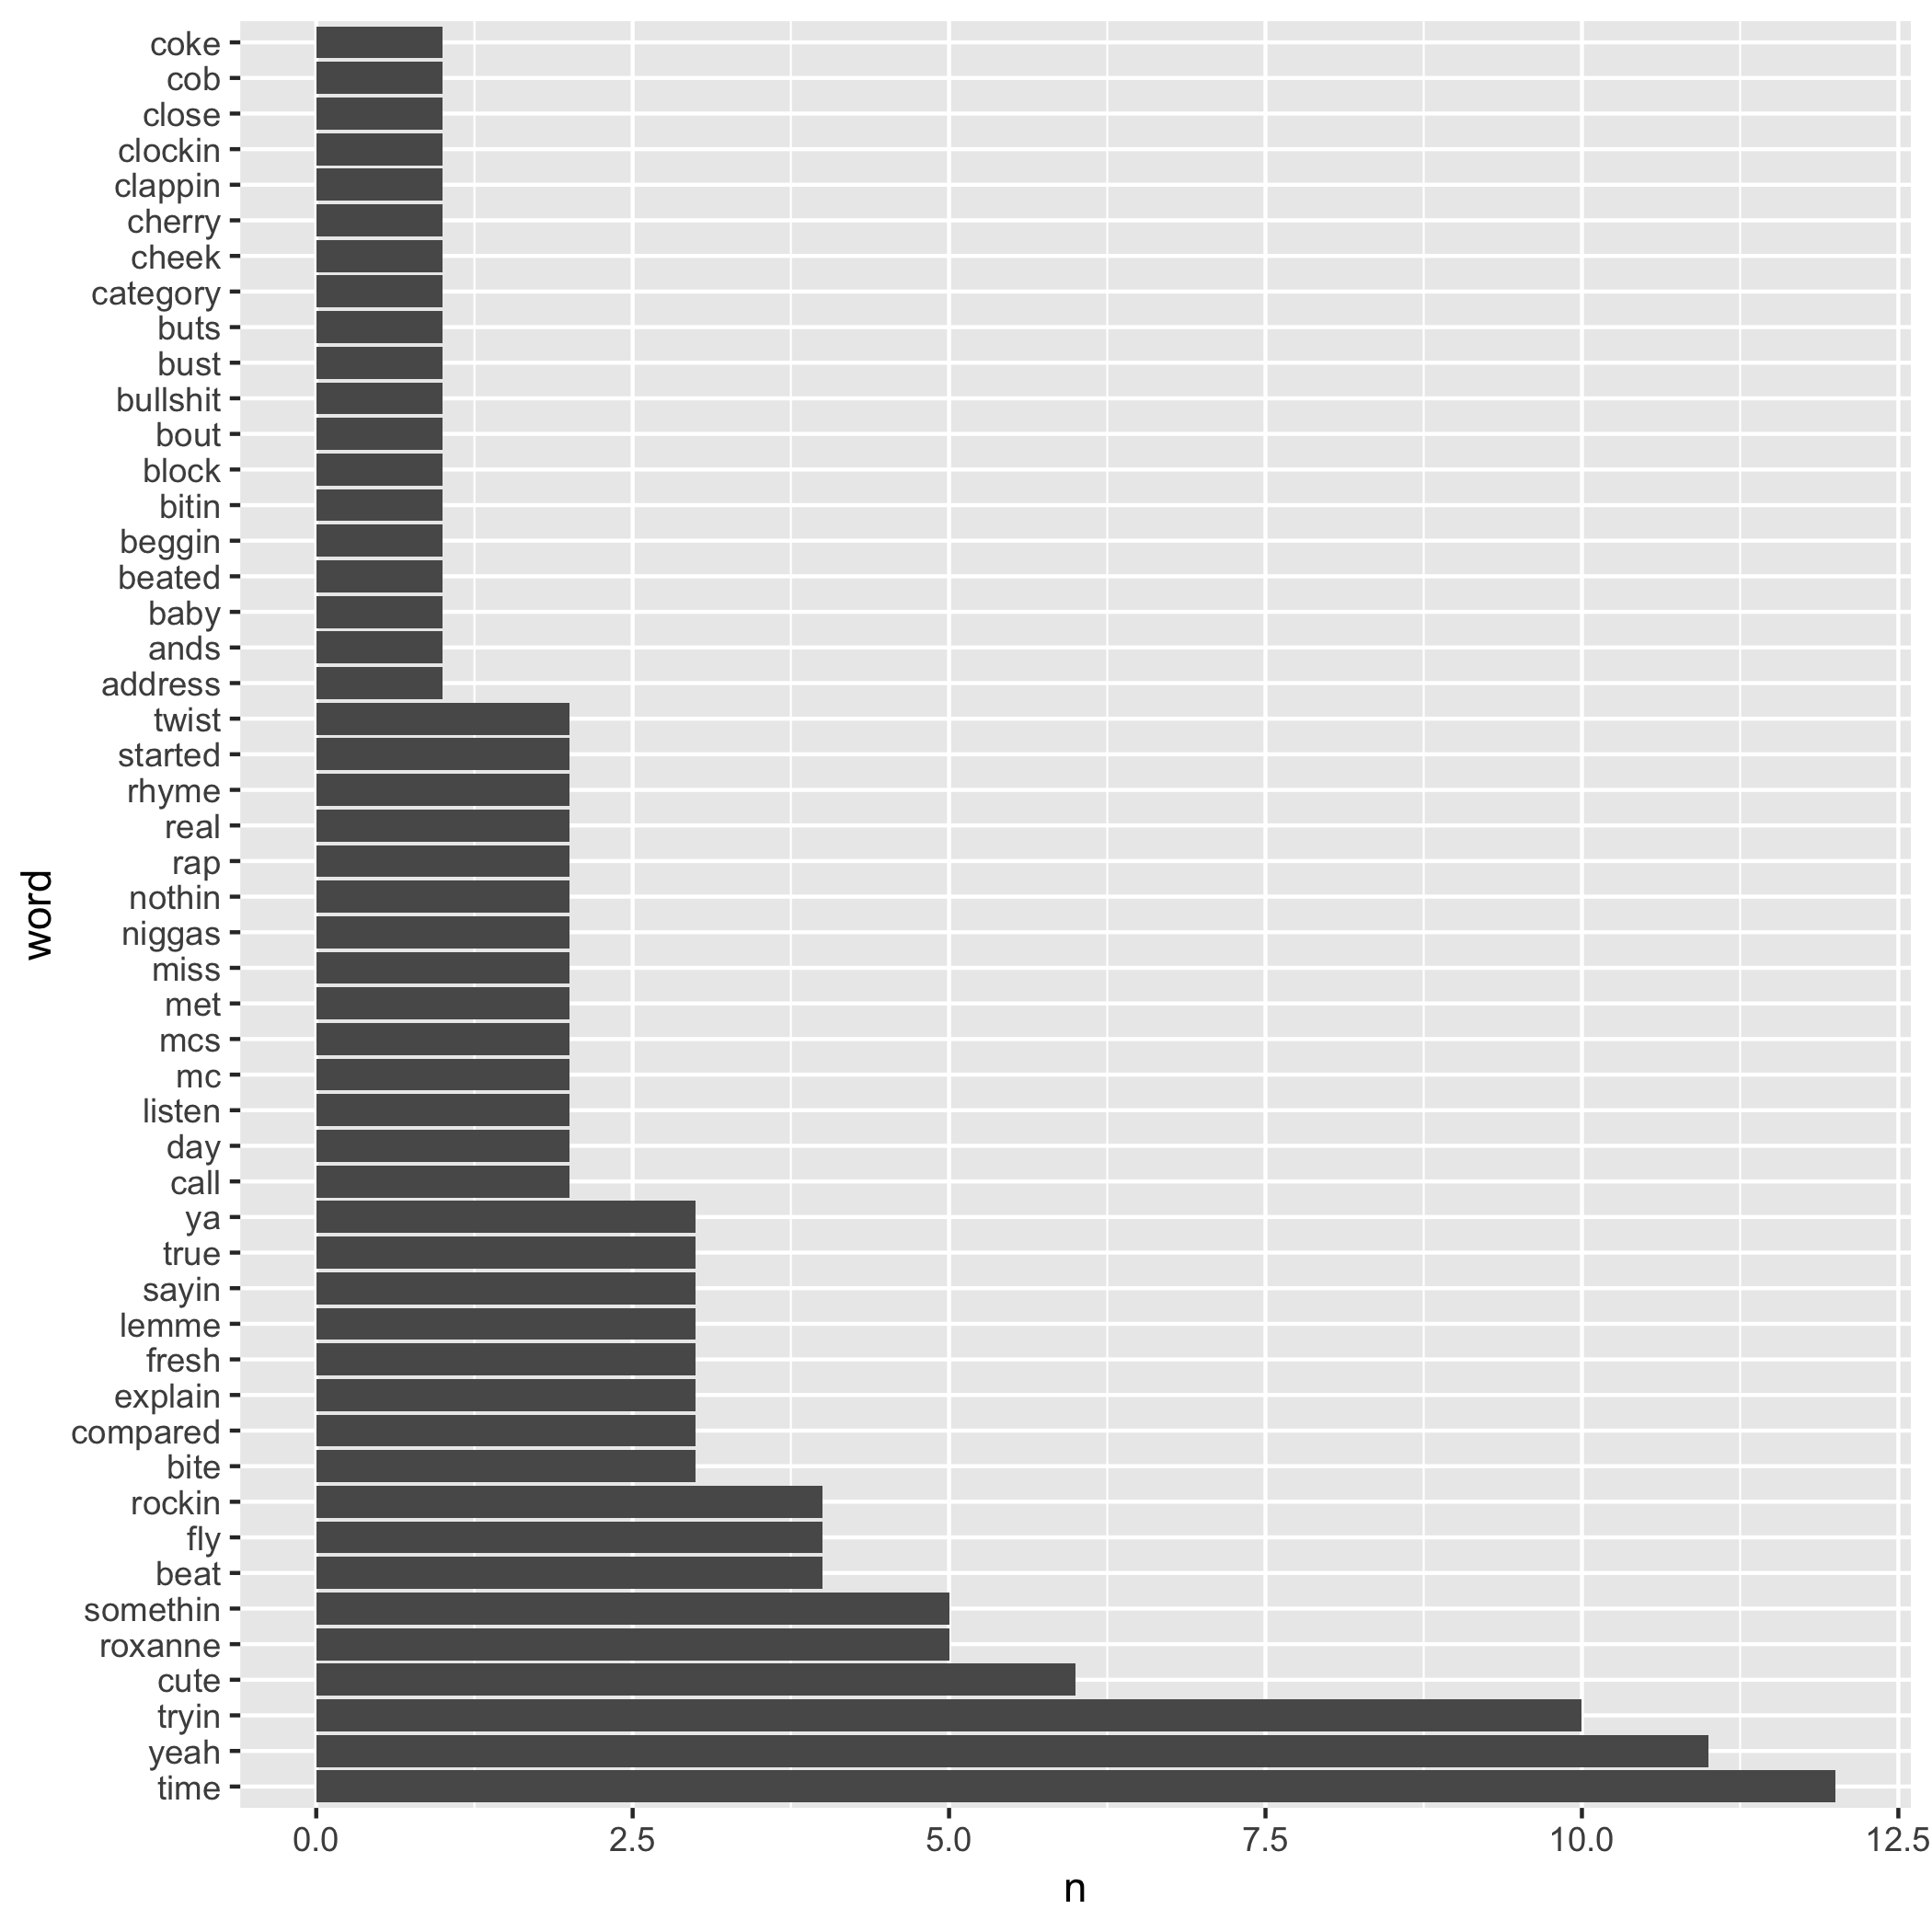 coke
cob
close
clockin
clappin
cherry
cheek
category
buts
bust
bullshit
bout
block
bitin
beggin
beated
baby
ands
address
twist
started
rhyme
real
rap
nothin
niggas
miss
met
mcs
mc
listen
day
call
ya
true
sayin
lemme
fresh
explain
compared
bite
rockin
fly
beat
somethin
roxanne
cute
tryin
yeah
time
word
0.0 2.5 5.0 7.5 10.0 12.5
n